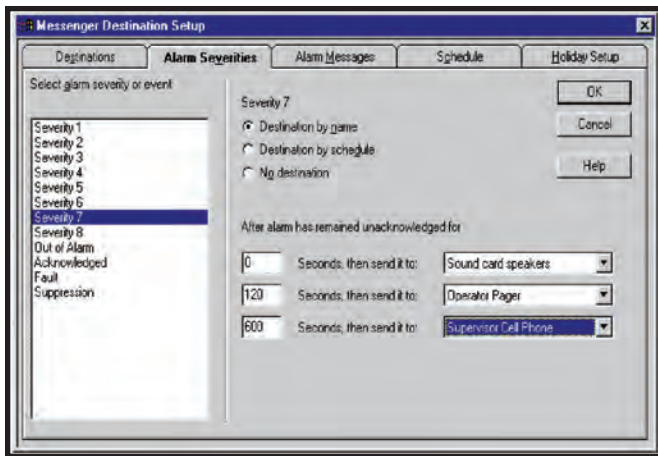 Messenger Destination Setup
Destinations
Alarm Severities
Alarm Messages
Schedule
Holiday Setup
Select alarm severity or event
Severity 1
Severity 2
Severity 3
Severity 4
Severity 5
Severity 6
Severity 7
Severity 8
Out of Alarm
Acknowledged
Fault
Suppression
Severity 7
Destination by name
Destination by schedule
No destination
OK
Cancel
Help
After alarm has remained unacknowledged for
0 Seconds, then send it to: Sound card speakers
120 Seconds, then send it to: Operator Pager
600 Seconds, then send it to: Supervisor Cell Phone